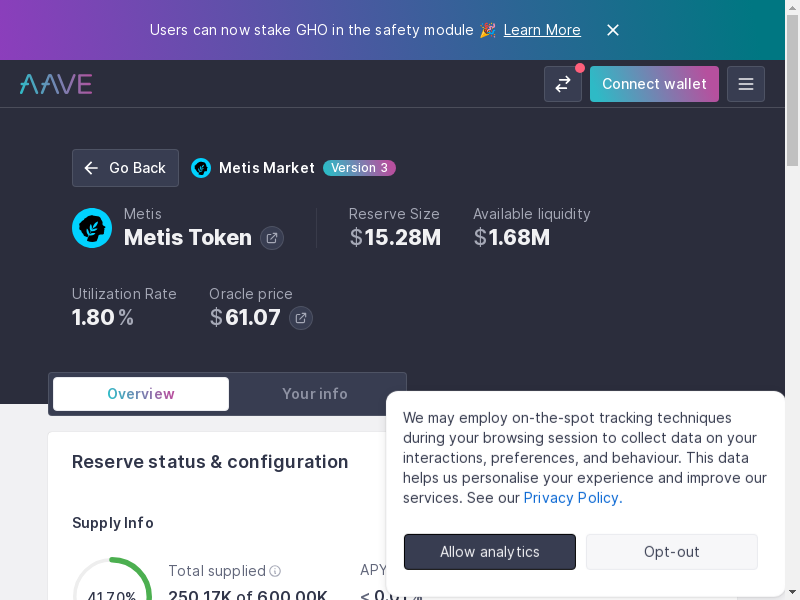 Users can now stake GHO in the safety module 🎉 Learn More
AAVE
Connect wallet
Go Back
Metis Market
Version 3
Metis
Metis Token
Reserve Size
$15.28M
Available liquidity
$1.68M
Utilization Rate
1.80%
Oracle price
$61.07
Overview
Your info
Reserve status & configuration
Supply Info
41.70%
Total supplied
250.17K of 600.00K
APY
< 0.01%
We may employ on-the-spot tracking techniques
during your browsing session to collect data on your
interactions, preferences, and behaviour. This data
helps us personalise your experience and improve our
services. See our Privacy Policy.
Allow analytics
Opt-out